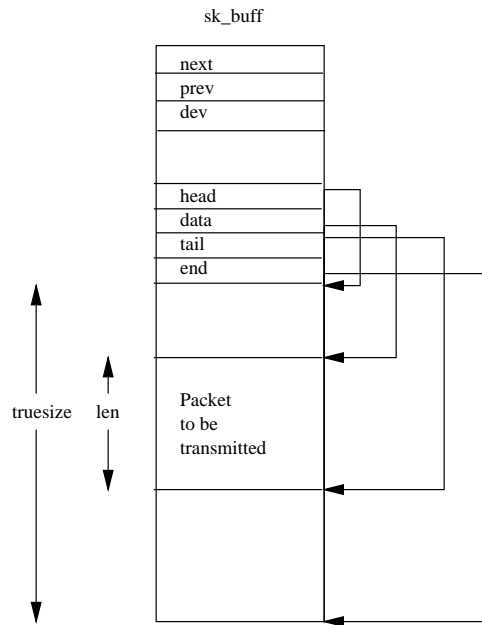 sk_buff
next
prev
dev
head
data
tail
end
truesize
len
Packet
to be
transmitted